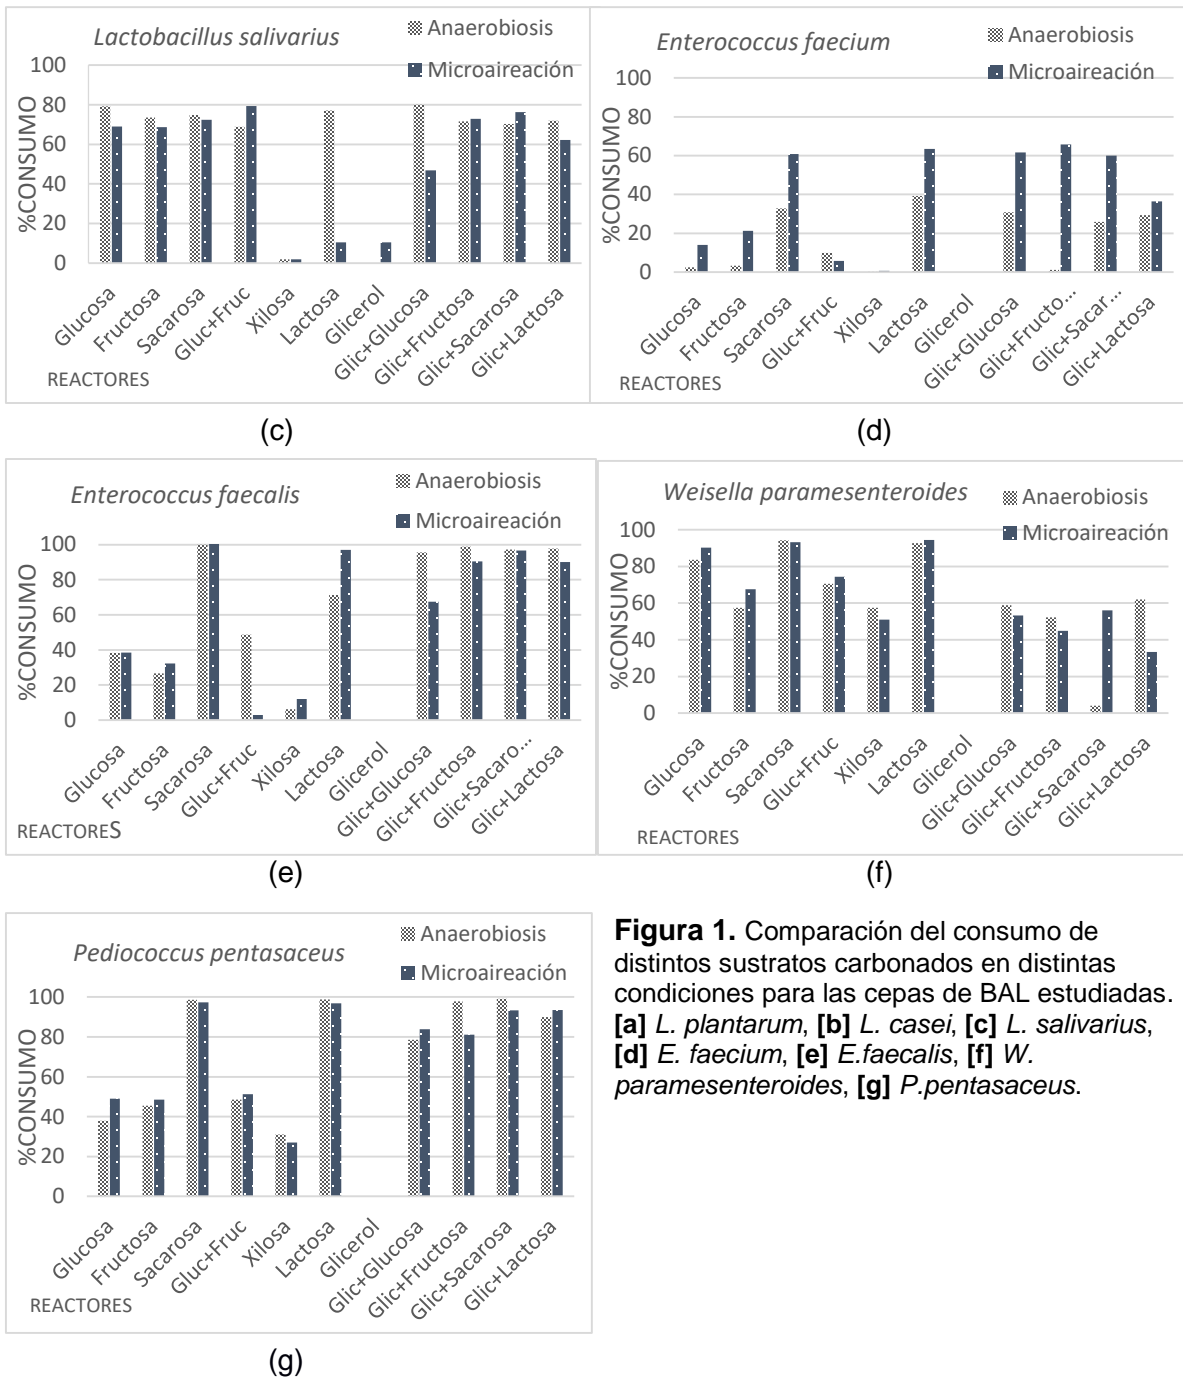 Lactobacillus salivarius
Anaerobiosis
Microaireación
100
80
60
40
20
0
%CONSUMO
Glucosa
Fructosa
Sacarosa
Gluc+Fruc
Xilosa
Lactosa
Glicerol
Glic+Glucosa
Glic+Fructosa
Glic+Sacarosa
Glic+Lactosa
REACTORES
(c)
Enterococcus faecium
Anaerobiosis
Microaireación
100
80
60
40
20
0
%CONSUMO
Glucosa
Fructosa
Sacarosa
Gluc+Fruc
Xilosa
Lactosa
Glicerol
Glic+Glucosa
Glic+Fructo...
Glic+Sacar...
Glic+Lactosa
REACTORES
(d)
Enterococcus faecalis
Anaerobiosis
Microaireación
100
80
60
40
20
0
%CONSUMO
Glucosa
Fructosa
Sacarosa
Gluc+Fruc
Xilosa
Lactosa
Glicerol
Glic+Glucosa
Glic+Fructosa
Glic+Sacaro...
Glic+Lactosa
REACTORES
(e)
Weisella paramesenteroides
Anaerobiosis
Microaireación
100
80
60
40
20
0
%CONSUMO
Glucosa
Fructosa
Sacarosa
Gluc+Fruc
Xilosa
Lactosa
Glicerol
Glic+Glucosa
Glic+Fructosa
Glic+Sacarosa
Glic+Lactosa
REACTORES
(f)
Pediococcus pentasaceus
Anaerobiosis
Microaireación
100
80
60
40
20
0
%CONSUMO
Glucosa
Fructosa
Sacarosa
Gluc+Fruc
Xilosa
Lactosa
Glicerol
Glic+Glucosa
Glic+Fructosa
Glic+Sacarosa
Glic+Lactosa
REACTORES
(g)
Figura 1. Comparación del consumo de
distintos sustratos carbonados en distintas
condiciones para las cepas de BAL estudiadas.
[a] L. plantarum, [b] L. casei, [c] L. salivarius,
[d] E. faecium, [e] E.faecalis, [f] W.
paramesenteroides, [g] P.pentasaceus.